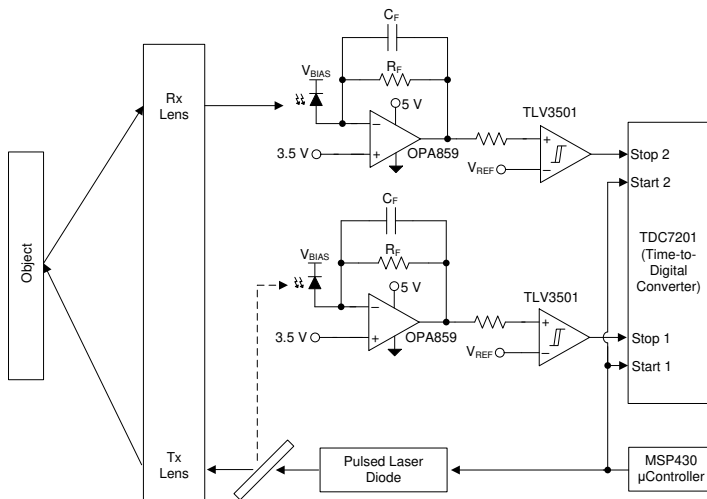 C_F
R_F
V_BIAS
5 V
−
+
3.5 V
OPA859
TLV3501
+
−
V_REF
Rx
Lens
Stop 2
Start 2
Object
TDC7201
(Time-to-
Digital
Converter)
C_F
R_F
V_BIAS
5 V
−
+
3.5 V
OPA859
TLV3501
+
−
V_REF
Stop 1
Start 1
Tx
Lens
Pulsed Laser
Diode
MSP430
µController